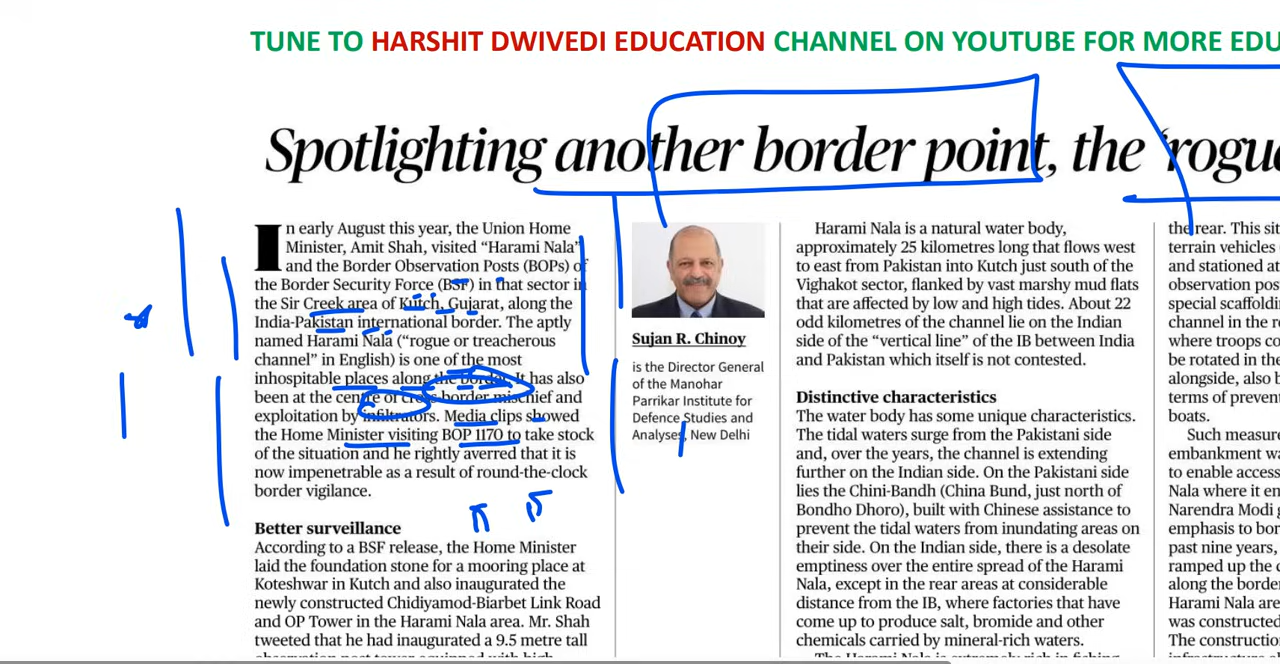 TUNE TO HARSHIT DWIVEDI EDUCATION CHANNEL ON YOUTUBE FOR MORE EDU
Spotlighting another border point, the ‘rogue
In early August this year, the Union Home
Minister, Amit Shah, visited “Harami Nala”
and the Border Observation Posts (BOPs) of
the Border Security Force (BSF) in that sector in
the Sir Creek area of Kutch, Gujarat, along the
India-Pakistan international border. The aptly
named Harami Nala (“rogue or treacherous
channel” in English) is one of the most
inhospitable places along the border. It has also
been at the centre of cross-border mischief and
exploitation by infiltrators. Media clips showed
the Home Minister visiting BOP 1170 to take stock
of the situation and he rightly averred that it is
now impenetrable as a result of round-the-clock
border vigilance.
Better surveillance
According to a BSF release, the Home Minister
laid the foundation stone for a mooring place at
Koteshwar in Kutch and also inaugurated the
newly constructed Chidiyamod-Biarbet Link Road
and OP Tower in the Harami Nala area. Mr. Shah
tweeted that he had inaugurated a 9.5 metre tall
Sujan R. Chinoy
is the Director General
of the Manohar
Parrikar Institute for
Defence Studies and
Analyses, New Delhi
Harami Nala is a natural water body,
approximately 25 kilometres long that flows west
to east from Pakistan into Kutch just south of the
Vighakot sector, flanked by vast marshy mud flats
that are affected by low and high tides. About 22
odd kilometres of the channel lie on the Indian
side of the “vertical line” of the IB between India
and Pakistan which itself is not contested.
Distinctive characteristics
The water body has some unique characteristics.
The tidal waters surge from the Pakistani side
and, over the years, the channel is extending
further on the Indian side. On the Pakistani side
lies the Chini-Bandh (China Bund, just north of
Bondho Dhoro), built with Chinese assistance to
prevent the tidal waters from inundating areas on
their side. On the Indian side, there is a desolate
emptiness over the entire spread of the Harami
Nala, except in the rear areas at considerable
distance from the IB, where factories that have
come up to produce salt, bromide and other
chemicals carried by mineral-rich waters.
the rear. This sit
terrain vehicles
and stationed at
observation pos
special scaffoldi
channel in the r
where troops co
be rotated in the
alongside, also b
terms of preven
boats.
Such measure
embankment wa
to enable access
Nala where it en
Narendra Modi g
emphasis to bor
past nine years,
ramped up the c
along the border
Harami Nala are
was constructed
The constructio